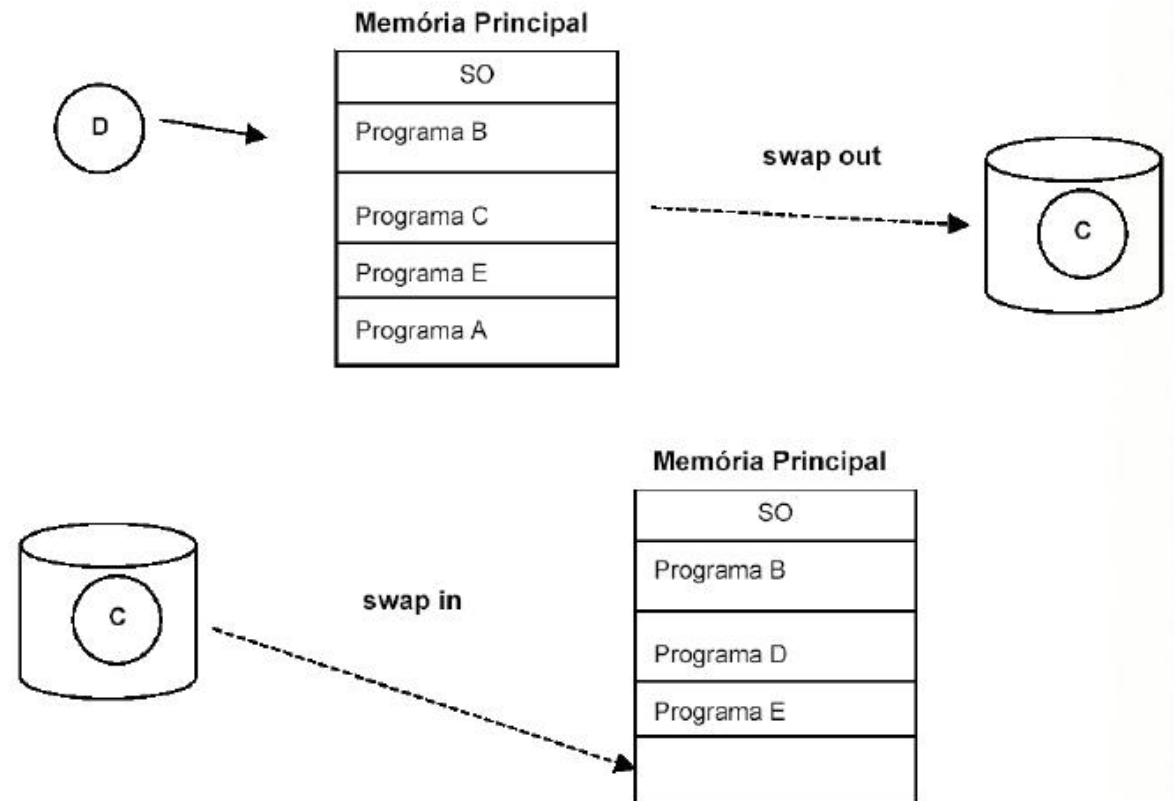 Memória Principal
SO
D
Programa B
swap out
Programa C
C
Programa E
Programa A
Memória Principal
SO
Programa B
C
swap in
Programa D
Programa E